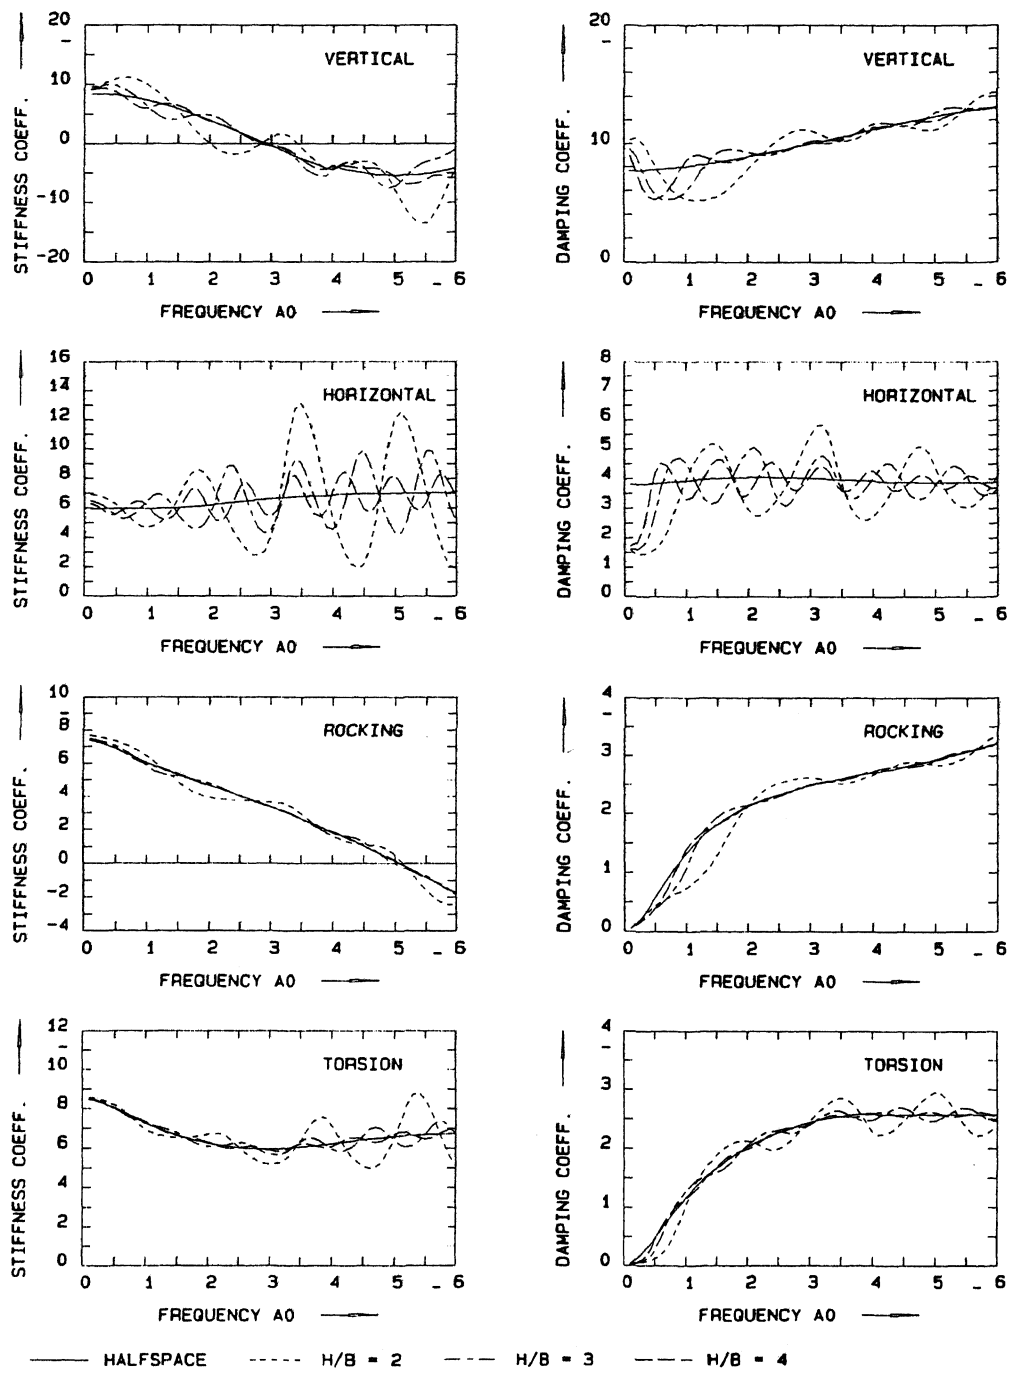 VERTICAL
STIFFNESS COEFF.
20
10
0
-10
-20
0 1 2 3 4 5 6
FREQUENCY A0
VERTICAL
DAMPING COEFF.
20
10
0
0 1 2 3 4 5 6
FREQUENCY A0
HORIZONTAL
STIFFNESS COEFF.
16
14
12
10
8
6
4
2
0
0 1 2 3 4 5 6
FREQUENCY A0
HORIZONTAL
DAMPING COEFF.
8
7
6
5
4
3
2
1
0
0 1 2 3 4 5 6
FREQUENCY A0
ROCKING
STIFFNESS COEFF.
10
8
6
4
2
0
-2
-4
0 1 2 3 4 5 6
FREQUENCY A0
ROCKING
DAMPING COEFF.
4
3
2
1
0
0 1 2 3 4 5 6
FREQUENCY A0
TORSION
STIFFNESS COEFF.
12
10
8
6
4
2
0
0 1 2 3 4 5 6
FREQUENCY A0
TORSION
DAMPING COEFF.
4
3
2
1
0
0 1 2 3 4 5 6
FREQUENCY A0
HALFSPACE H/B = 2 H/B = 3 H/B = 4